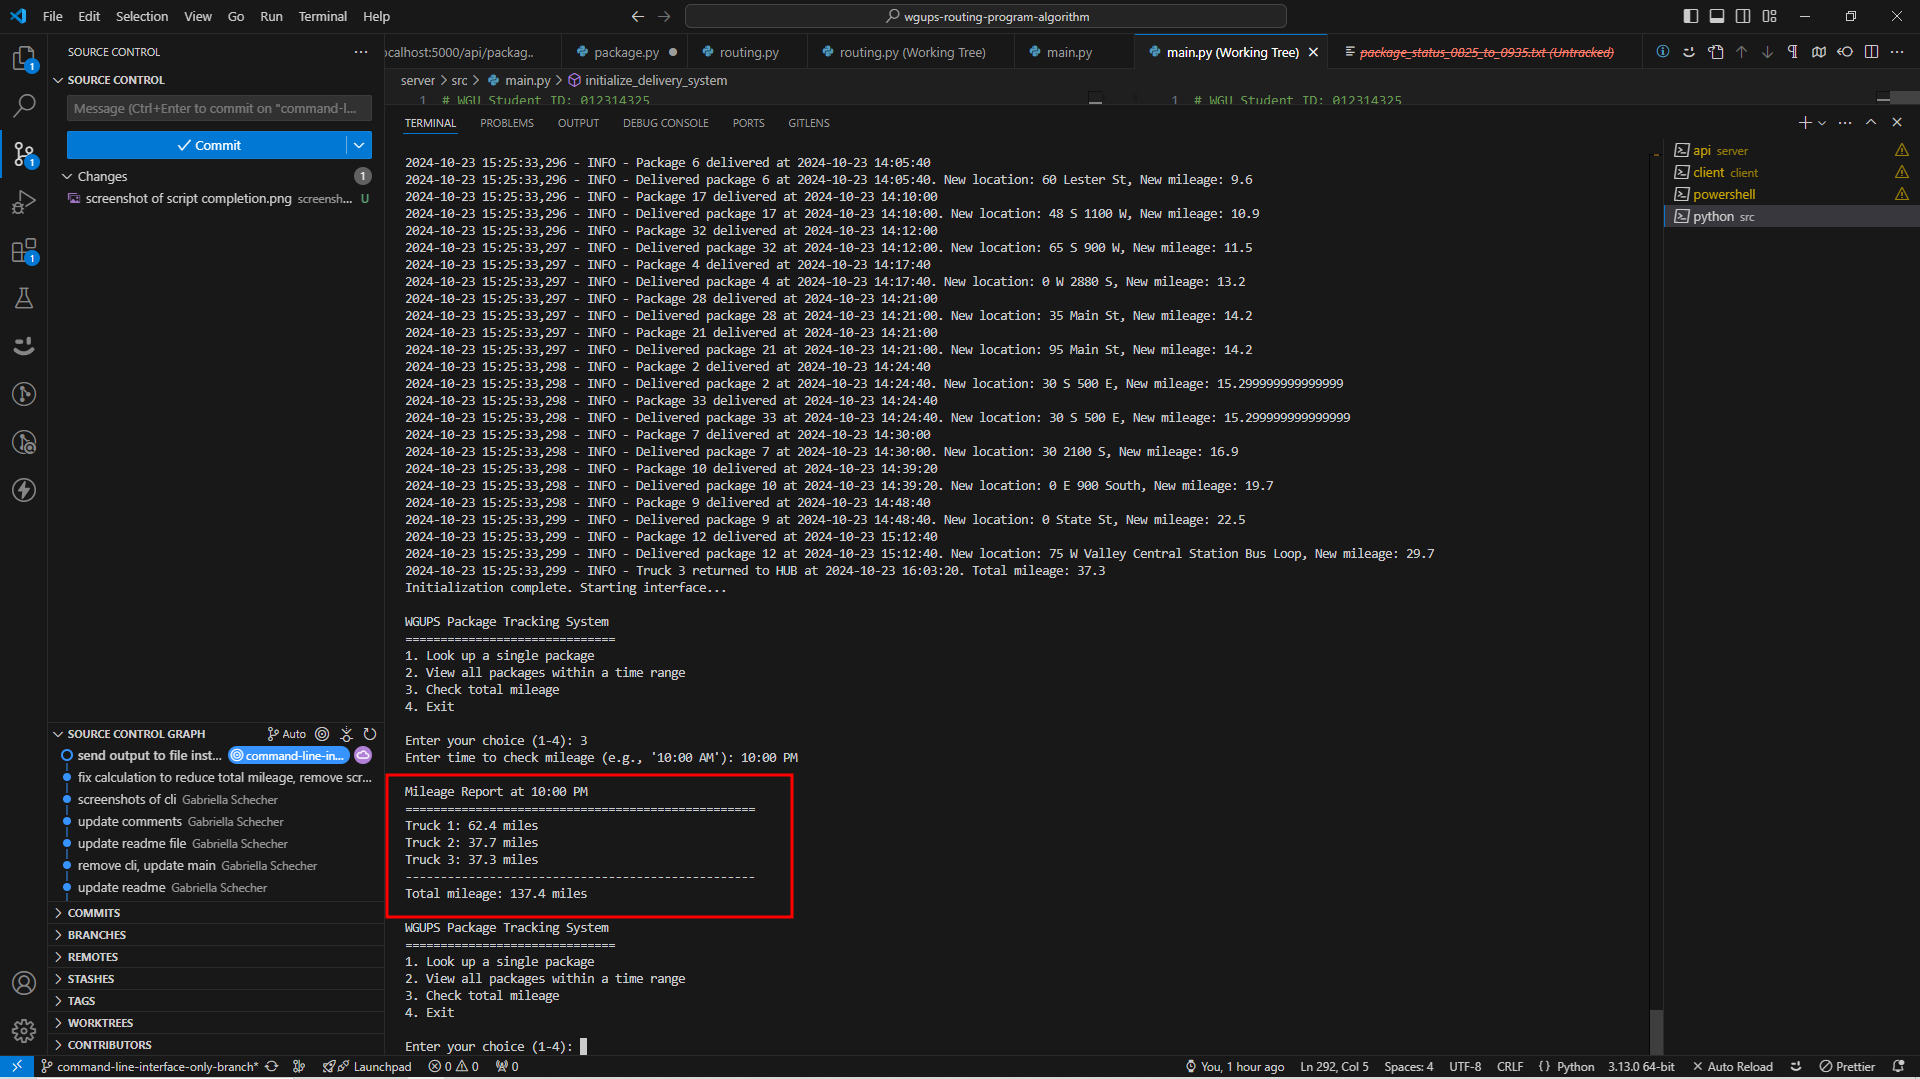 File Edit Selection View Go Run Terminal Help
wgups-routing-program-algorithm
SOURCE CONTROL
ocalhost:5000/api/packag..
package.py
routing.py
routing.py (Working Tree)
main.py
main.py (Working Tree)
package_status_0825_to_0935.txt (Untracked)
SOURCE CONTROL
server > src > main.py > initialize_delivery_system
1 # WGU Student ID: 012314325
1 # WGU Student ID: 012314325
Message (Ctrl+Enter to commit on "command-l...
Commit
Changes 1
screenshot of script completion.png screensh... U
TERMINAL PROBLEMS OUTPUT DEBUG CONSOLE PORTS GITLENS
api server
client client
powershell
python src
2024-10-23 15:25:33,296 - INFO - Package 6 delivered at 2024-10-23 14:05:40
2024-10-23 15:25:33,296 - INFO - Delivered package 6 at 2024-10-23 14:05:40. New location: 60 Lester St, New mileage: 9.6
2024-10-23 15:25:33,296 - INFO - Package 17 delivered at 2024-10-23 14:10:00
2024-10-23 15:25:33,296 - INFO - Delivered package 17 at 2024-10-23 14:10:00. New location: 48 S 1100 W, New mileage: 10.9
2024-10-23 15:25:33,296 - INFO - Package 32 delivered at 2024-10-23 14:12:00
2024-10-23 15:25:33,297 - INFO - Delivered package 32 at 2024-10-23 14:12:00. New location: 65 S 900 W, New mileage: 11.5
2024-10-23 15:25:33,297 - INFO - Package 4 delivered at 2024-10-23 14:17:40
2024-10-23 15:25:33,297 - INFO - Delivered package 4 at 2024-10-23 14:17:40. New location: 0 W 2880 S, New mileage: 13.2
2024-10-23 15:25:33,297 - INFO - Package 28 delivered at 2024-10-23 14:21:00
2024-10-23 15:25:33,297 - INFO - Delivered package 28 at 2024-10-23 14:21:00. New location: 35 Main St, New mileage: 14.2
2024-10-23 15:25:33,297 - INFO - Package 21 delivered at 2024-10-23 14:21:00
2024-10-23 15:25:33,297 - INFO - Delivered package 21 at 2024-10-23 14:21:00. New location: 95 Main St, New mileage: 14.2
2024-10-23 15:25:33,298 - INFO - Package 2 delivered at 2024-10-23 14:24:40
2024-10-23 15:25:33,298 - INFO - Delivered package 2 at 2024-10-23 14:24:40. New location: 30 S 500 E, New mileage: 15.299999999999999
2024-10-23 15:25:33,298 - INFO - Package 33 delivered at 2024-10-23 14:24:40
2024-10-23 15:25:33,298 - INFO - Delivered package 33 at 2024-10-23 14:24:40. New location: 30 S 500 E, New mileage: 15.299999999999999
2024-10-23 15:25:33,298 - INFO - Package 7 delivered at 2024-10-23 14:30:00
2024-10-23 15:25:33,298 - INFO - Delivered package 7 at 2024-10-23 14:30:00. New location: 30 2100 S, New mileage: 16.9
2024-10-23 15:25:33,298 - INFO - Package 10 delivered at 2024-10-23 14:39:20
2024-10-23 15:25:33,298 - INFO - Delivered package 10 at 2024-10-23 14:39:20. New location: 0 E 900 South, New mileage: 19.7
2024-10-23 15:25:33,298 - INFO - Package 9 delivered at 2024-10-23 14:48:40
2024-10-23 15:25:33,299 - INFO - Delivered package 9 at 2024-10-23 14:48:40. New location: 0 State St, New mileage: 22.5
2024-10-23 15:25:33,299 - INFO - Package 12 delivered at 2024-10-23 15:12:40
2024-10-23 15:25:33,299 - INFO - Delivered package 12 at 2024-10-23 15:12:40. New location: 75 W Valley Central Station Bus Loop, New mileage: 29.7
2024-10-23 15:25:33,299 - INFO - Truck 3 returned to HUB at 2024-10-23 16:03:20. Total mileage: 37.3
Initialization complete. Starting interface...
WGUPS Package Tracking System
==============================
1. Look up a single package
2. View all packages within a time range
3. Check total mileage
4. Exit
Enter your choice (1-4): 3
Enter time to check mileage (e.g., '10:00 AM'): 10:00 PM
Mileage Report at 10:00 PM
==================================================
Truck 1: 62.4 miles
Truck 2: 37.7 miles
Truck 3: 37.3 miles
--------------------------------------------------
Total mileage: 137.4 miles
WGUPS Package Tracking System
==============================
1. Look up a single package
2. View all packages within a time range
3. Check total mileage
4. Exit
Enter your choice (1-4):
SOURCE CONTROL GRAPH Auto
send output to file inst... command-line-in...
fix calculation to reduce total mileage, remove scr...
screenshots of cli Gabriella Schecher
update comments Gabriella Schecher
update readme file Gabriella Schecher
remove cli, update main Gabriella Schecher
update readme Gabriella Schecher
COMMITS
BRANCHES
REMOTES
STASHES
TAGS
WORKTREES
CONTRIBUTORS
command-line-interface-only-branch* Launchpad 0 0 0 You, 1 hour ago Ln 292, Col 5 Spaces: 4 UTF-8 CRLF { } Python 3.13.0 64-bit Auto Reload Prettier